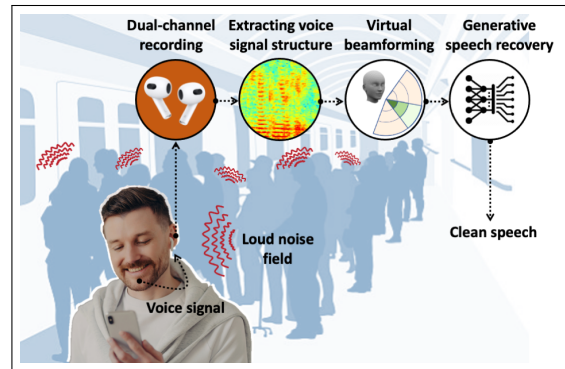 Dual-channel
recording
Extracting voice
signal structure
Virtual
beamforming
Generative
speech recovery
Loud noise
field
Clean speech
Voice signal